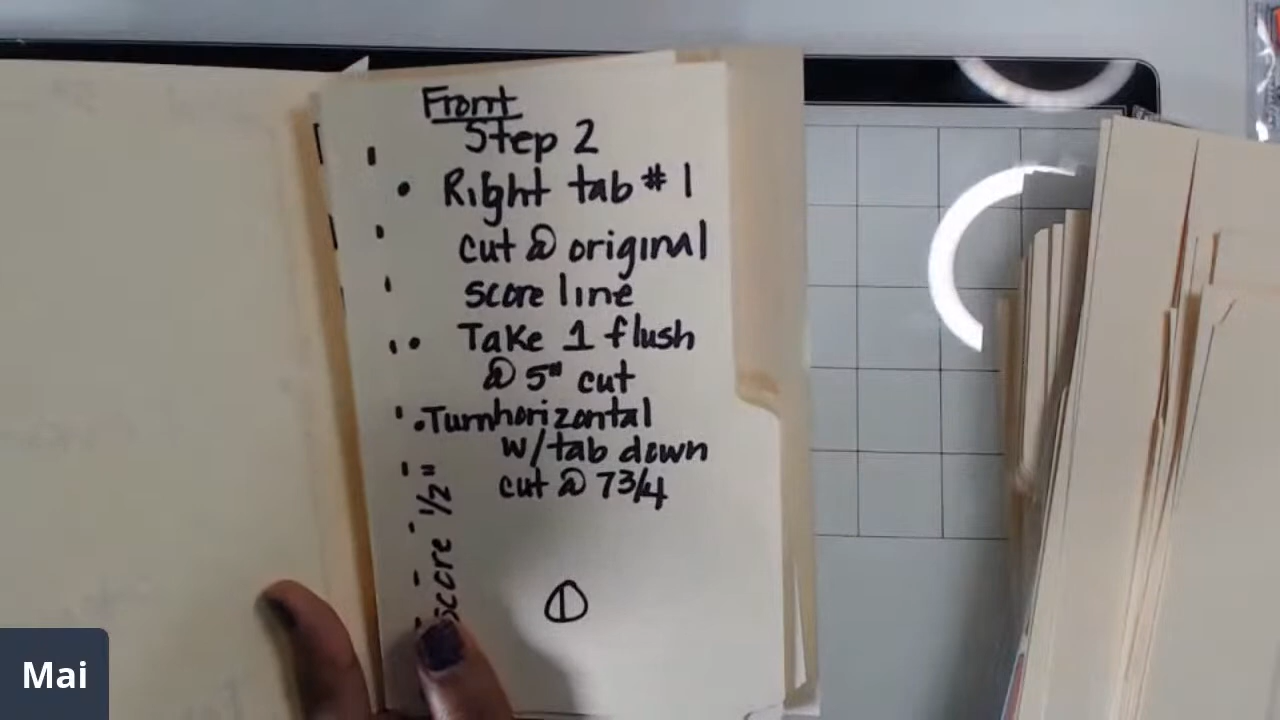 Front
Step 2
• Right tab # 1
cut @ original
score line
• Take 1 flush
@ 5" cut
• Turn horizontal
w/tab down
cut @ 7 3/4
score 1/2"
1
Mai